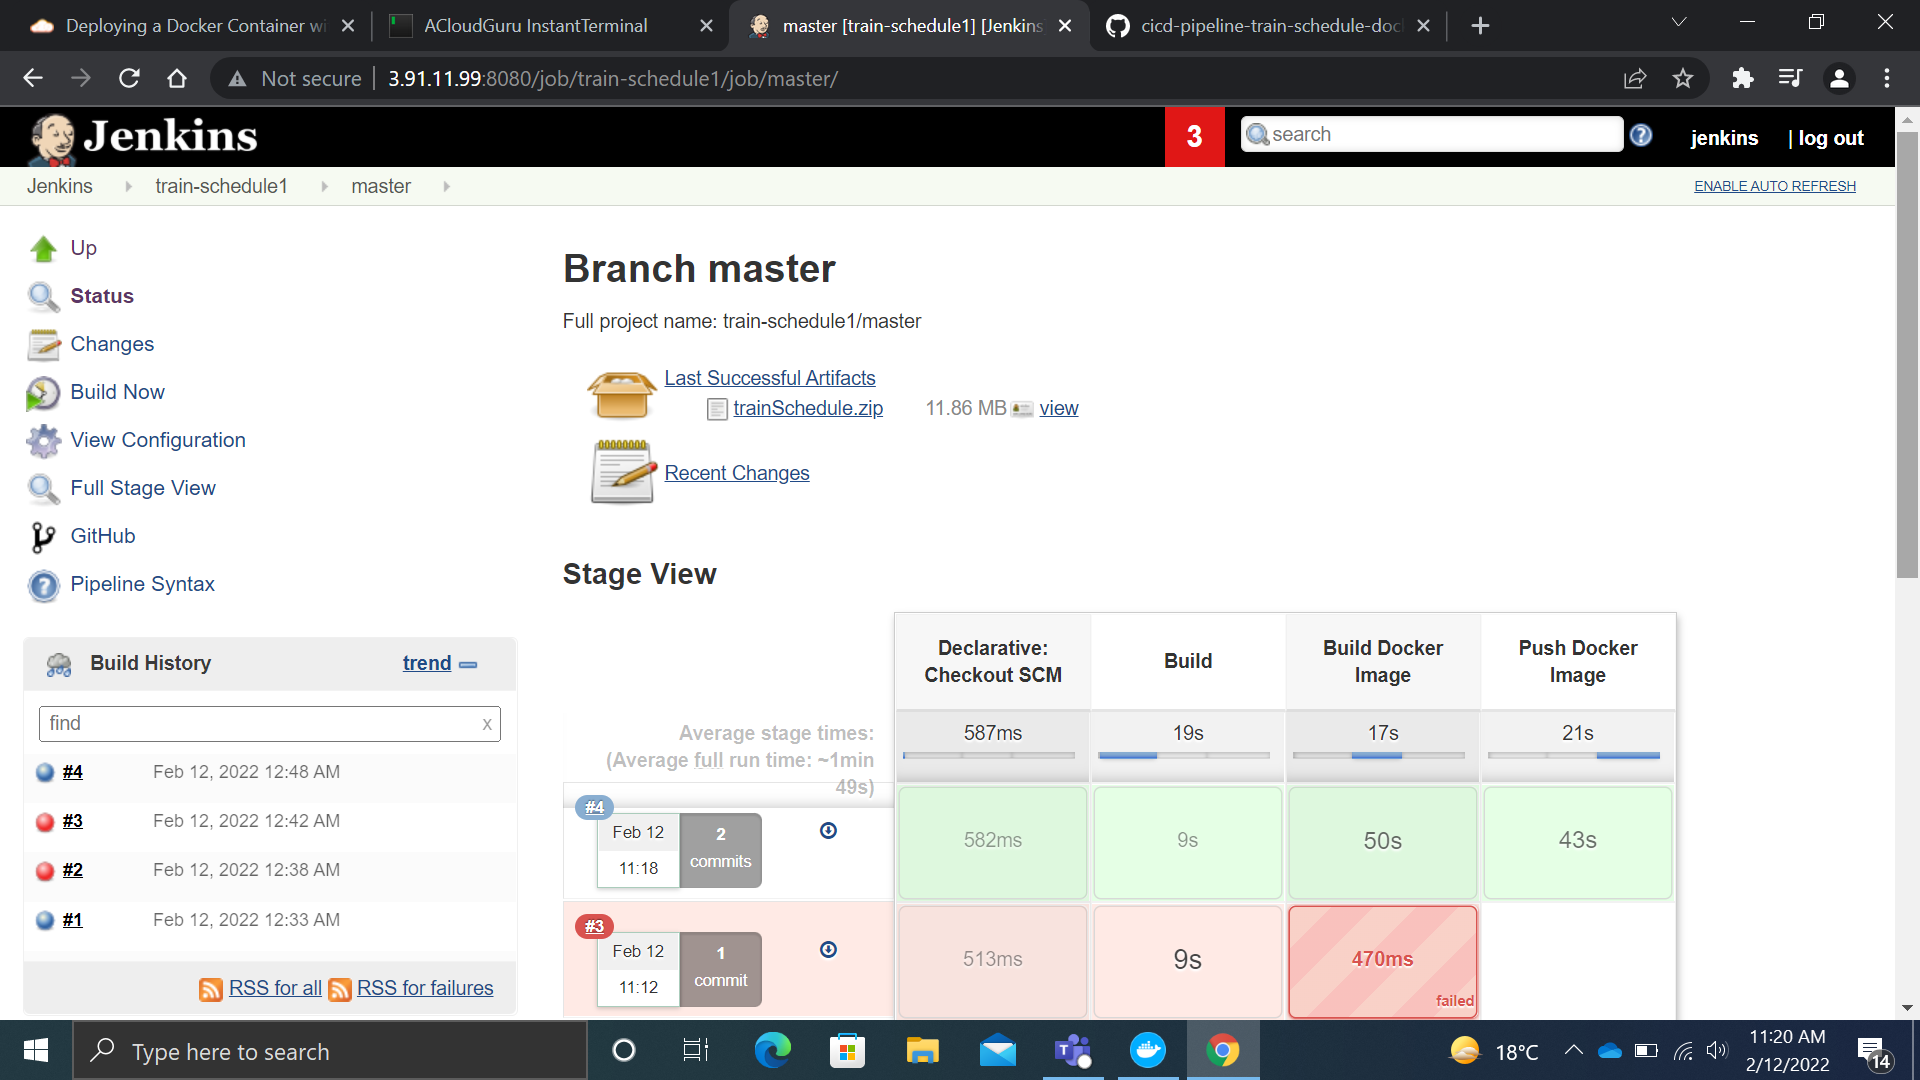 Deploying a Docker Container wi
ACloudGuru InstantTerminal
master [train-schedule1] [Jenkins
cicd-pipeline-train-schedule-doc
Not secure
3.91.11.99:8080/job/train-schedule1/job/master/
Jenkins
3
search
jenkins
| log out
Jenkins
train-schedule1
master
ENABLE AUTO REFRESH
Up
Status
Changes
Build Now
View Configuration
Full Stage View
GitHub
Pipeline Syntax
Build History
trend
find
x
#4 Feb 12, 2022 12:48 AM
#3 Feb 12, 2022 12:42 AM
#2 Feb 12, 2022 12:38 AM
#1 Feb 12, 2022 12:33 AM
RSS for all
RSS for failures
Branch master
Full project name: train-schedule1/master
Last Successful Artifacts
trainSchedule.zip 11.86 MB view
Recent Changes
Stage View
Declarative:
Checkout SCM
Build
Build Docker
Image
Push Docker
Image
Average stage times:
(Average full run time: ~1min
49s)
587ms
19s
17s
21s
#4
Feb 12
11:18
2
commits
582ms
9s
50s
43s
#3
Feb 12
11:12
1
commit
513ms
9s
470ms
failed
Type here to search
T
18°C
11:20 AM
2/12/2022
14